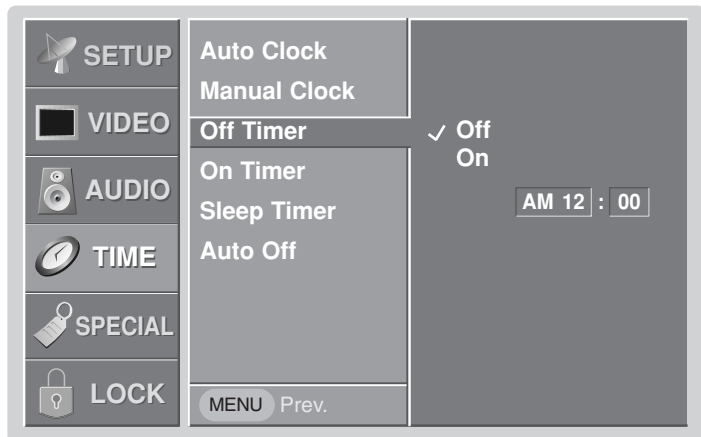 SETUP
VIDEO
AUDIO
TIME
SPECIAL
LOCK
Auto Clock
Manual Clock
Off Timer
On Timer
Sleep Timer
Auto Off
MENU Prev.
Off
On
AM 12 : 00